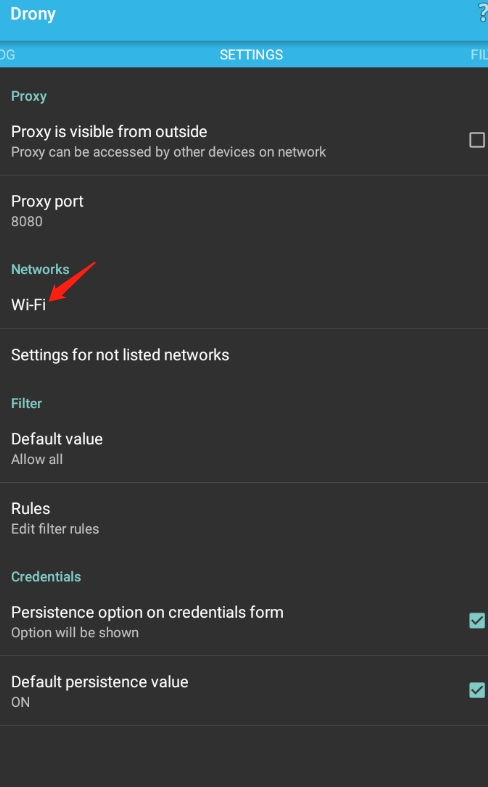 Drony
?
OG
SETTINGS
FIL
Proxy
Proxy is visible from outside
Proxy can be accessed by other devices on network
Proxy port
8080
Networks
Wi-Fi
Settings for not listed networks
Filter
Default value
Allow all
Rules
Edit filter rules
Credentials
Persistence option on credentials form
Option will be shown
Default persistence value
ON